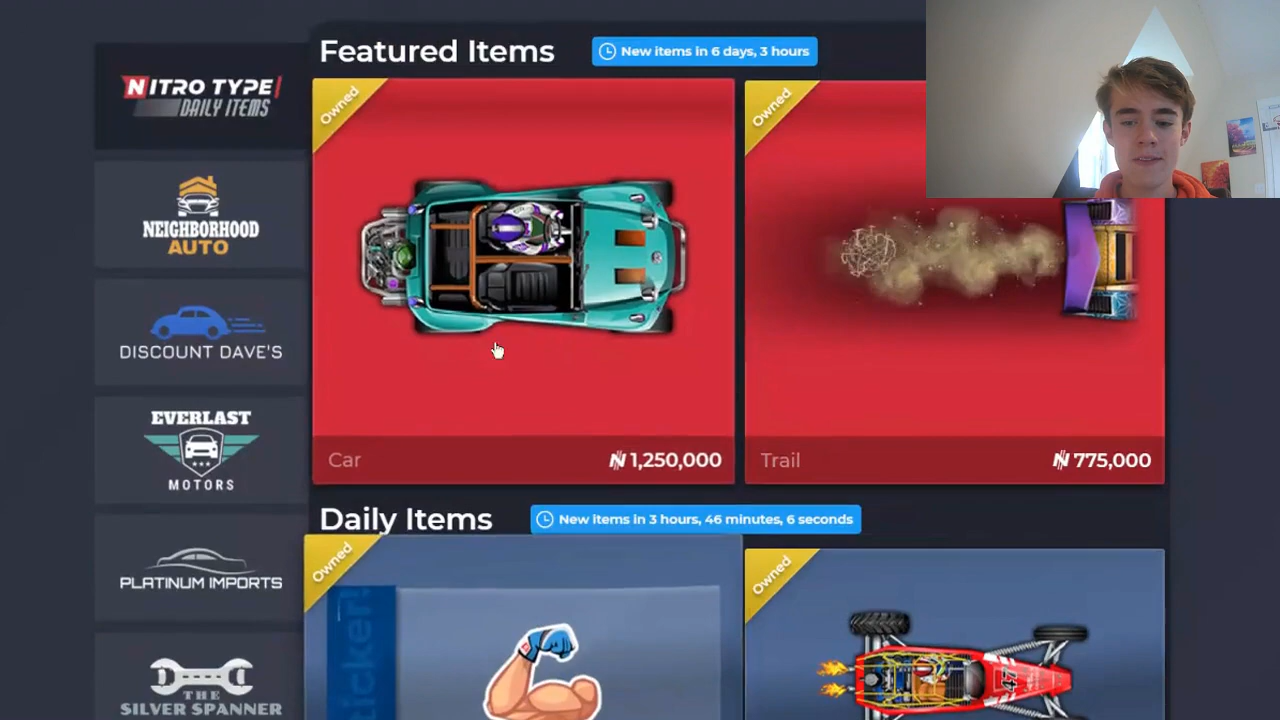 Featured Items
New items in 6 days, 3 hours
NITRO TYPE
DAILY ITEMS
Owned
Owned
NEIGHBORHOOD
AUTO
DISCOUNT DAVE'S
EVERLAST
MOTORS
Car
N 1,250,000
Trail
N 775,000
Daily Items
New items in 3 hours, 46 minutes, 6 seconds
Owned
Owned
PLATINUM IMPORTS
sticker!
47
THE
SILVER SPANNER